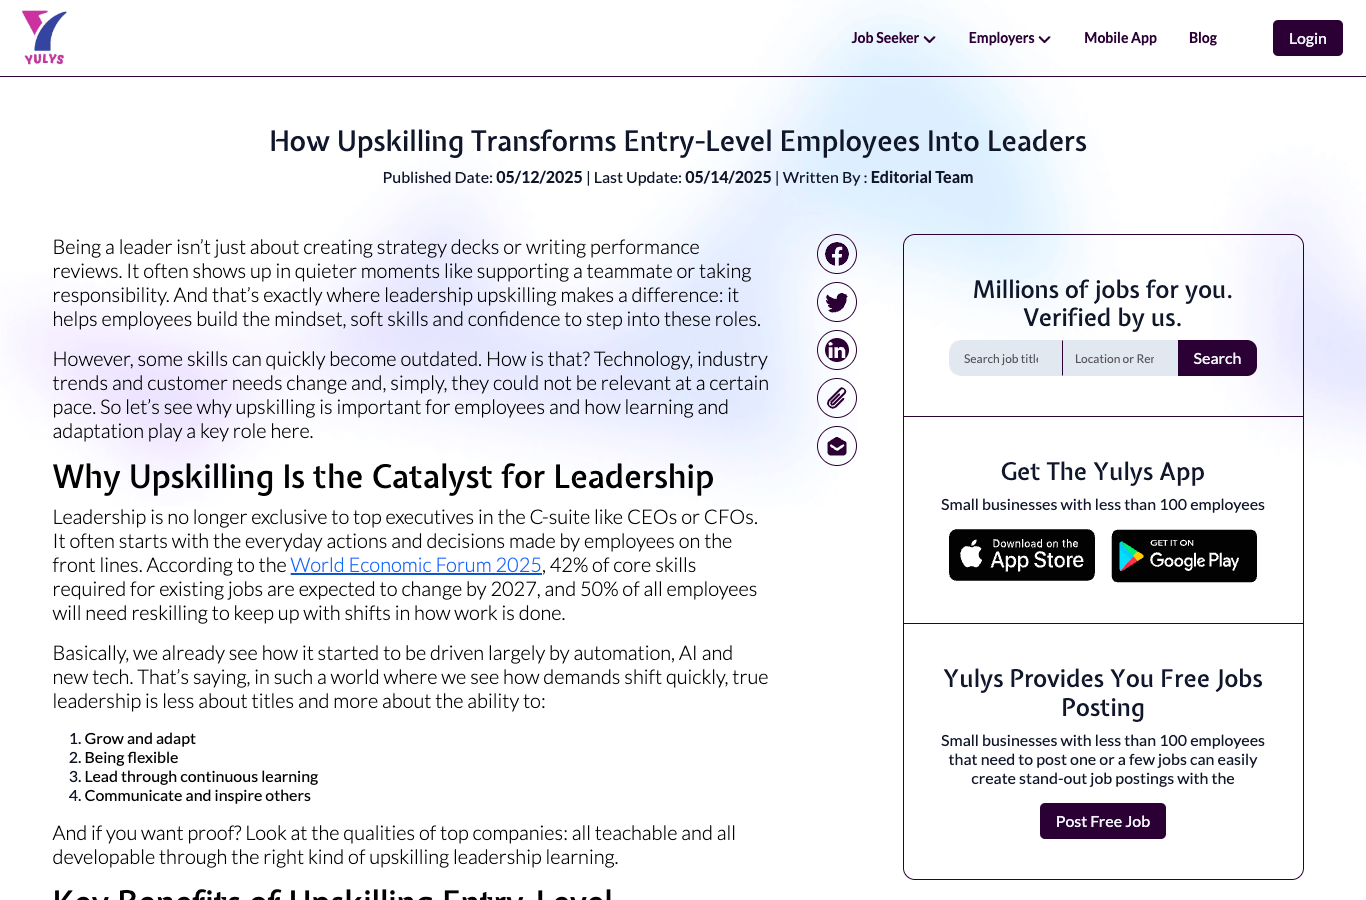 YULYS
Job Seeker
Employers
Mobile App
Blog
Login
How Upskilling Transforms Entry-Level Employees Into Leaders
Published Date: 05/12/2025 | Last Update: 05/14/2025 | Written By : Editorial Team
Being a leader isn’t just about creating strategy decks or writing performance
reviews. It often shows up in quieter moments like supporting a teammate or taking
responsibility. And that’s exactly where leadership upskilling makes a difference: it
helps employees build the mindset, soft skills and confidence to step into these roles.
However, some skills can quickly become outdated. How is that? Technology, industry
trends and customer needs change and, simply, they could not be relevant at a certain
pace. So let’s see why upskilling is important for employees and how learning and
adaptation play a key role here.
Why Upskilling Is the Catalyst for Leadership
Leadership is no longer exclusive to top executives in the C-suite like CEOs or CFOs.
It often starts with the everyday actions and decisions made by employees on the
front lines. According to the World Economic Forum 2025, 42% of core skills
required for existing jobs are expected to change by 2027, and 50% of all employees
will need reskilling to keep up with shifts in how work is done.
Basically, we already see how it started to be driven largely by automation, AI and
new tech. That’s saying, in such a world where we see how demands shift quickly, true
leadership is less about titles and more about the ability to:
1. Grow and adapt
2. Being flexible
3. Lead through continuous learning
4. Communicate and inspire others
And if you want proof? Look at the qualities of top companies: all teachable and all
developable through the right kind of upskilling leadership learning.
Key Benefits of Upskilling Entry-Level
Millions of jobs for you.
Verified by us.
Search job title
Location or Rer
Search
Get The Yulys App
Small businesses with less than 100 employees
Download on the
App Store
GET IT ON
Google Play
Yulys Provides You Free Jobs
Posting
Small businesses with less than 100 employees
that need to post one or a few jobs can easily
create stand-out job postings with the
Post Free Job